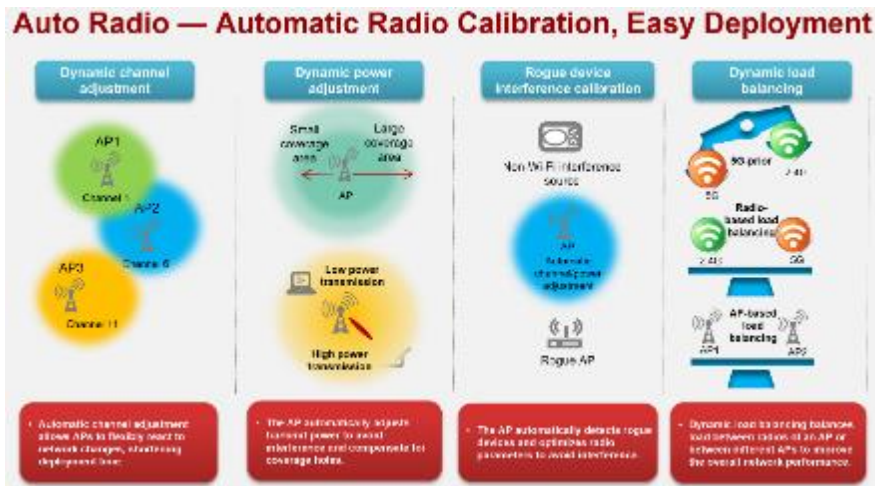 Auto Radio — Automatic Radio Calibration, Easy Deployment
Dynamic channel
adjustment
Dynamic power
adjustment
Rogue device
interference calibration
Dynamic load
balancing
AP1
Channel 1
AP2
Channel 6
AP3
Channel 11
Small
coverage
area
Large
coverage
area
AP
Low power
transmission
High power
transmission
Non-Wi-Fi interference
source
AP
Automatic
channel/power
adjustment
Rogue AP
5G-prior
2.4G
5G
Radio-
based load
balancing
2.4G
5G
AP-based
load
balancing
AP1
AP2
• Automatic channel adjustment
allows APs to flexibly react to
network changes, shortening
deployment time.
• The AP automatically adjusts
transmit power to avoid
interference and compensate for
coverage holes.
• The AP automatically detects rogue
devices and optimizes radio
parameters to avoid interference.
• Dynamic load balancing balances
load between radios of an AP or
between different APs to improve
the overall network performance.